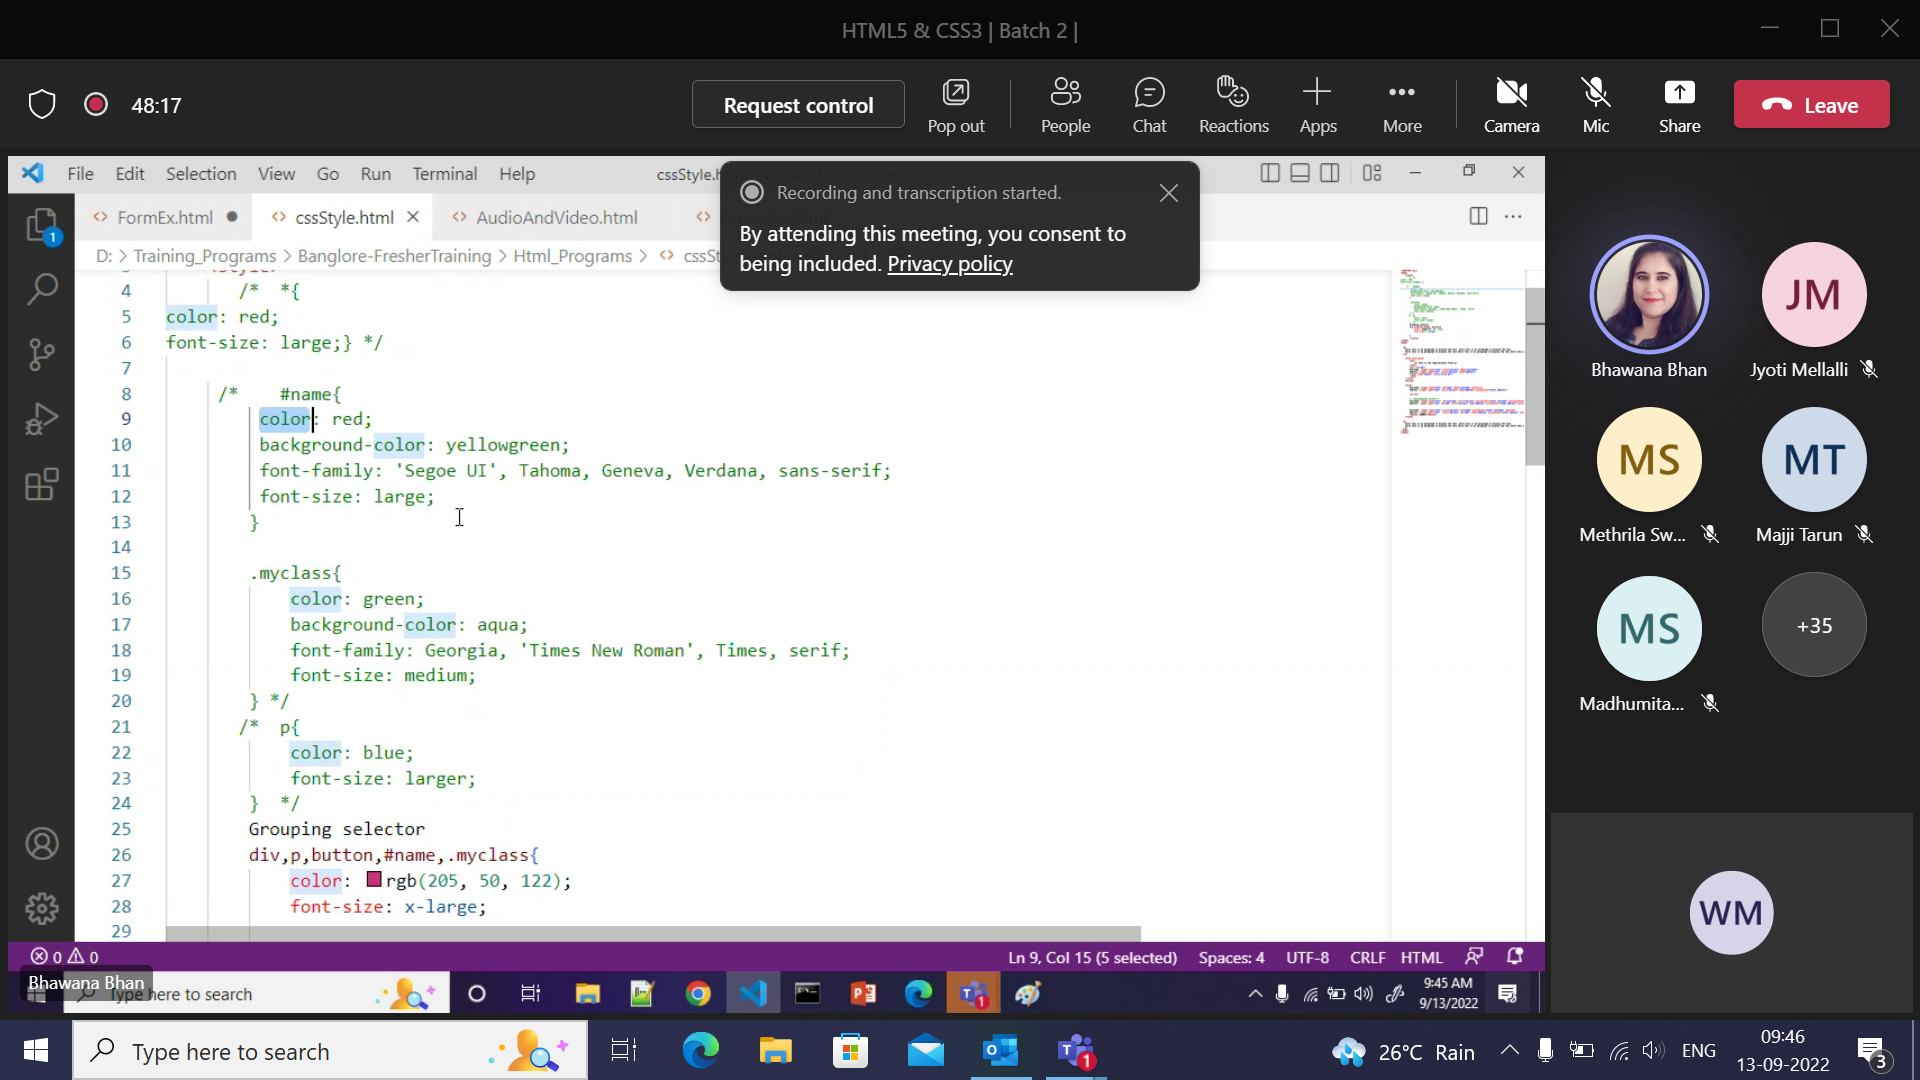 HTML5 & CSS3 | Batch 2 |
48:17
Request control
Pop out
People
Chat
Reactions
Apps
More
Camera
Mic
Share
Leave
File Edit Selection View Go Run Terminal Help
cssStyle.h
Recording and transcription started.
By attending this meeting, you consent to
being included. Privacy policy
FormEx.html
cssStyle.html
AudioAndVideo.html
D: > Training_Programs > Banglore-FresherTraining > Html_Programs > cssSt
4 /* *{
5 color: red;
6 font-size: large;} */
7
8 /* #name{
9 color: red;
10 background-color: yellowgreen;
11 font-family: 'Segoe UI', Tahoma, Geneva, Verdana, sans-serif;
12 font-size: large;
13 }
14
15 .myclass{
16 color: green;
17 background-color: aqua;
18 font-family: Georgia, 'Times New Roman', Times, serif;
19 font-size: medium;
20 } */
21 /* p{
22 color: blue;
23 font-size: larger;
24 } */
25 Grouping selector
26 div,p,button,#name,.myclass{
27 color: rgb(205, 50, 122);
28 font-size: x-large;
29
1
0 0
Ln 9, Col 15 (5 selected) Spaces: 4 UTF-8 CRLF HTML
Bhawana Bhan
Type here to search
1
9:45 AM
9/13/2022
Bhawana Bhan
JM
Jyoti Mellalli
MS
Methrila Sw...
MT
Majji Tarun
MS
Madhumita...
+35
WM
Type here to search
1
26°C Rain
ENG
09:46
13-09-2022
3